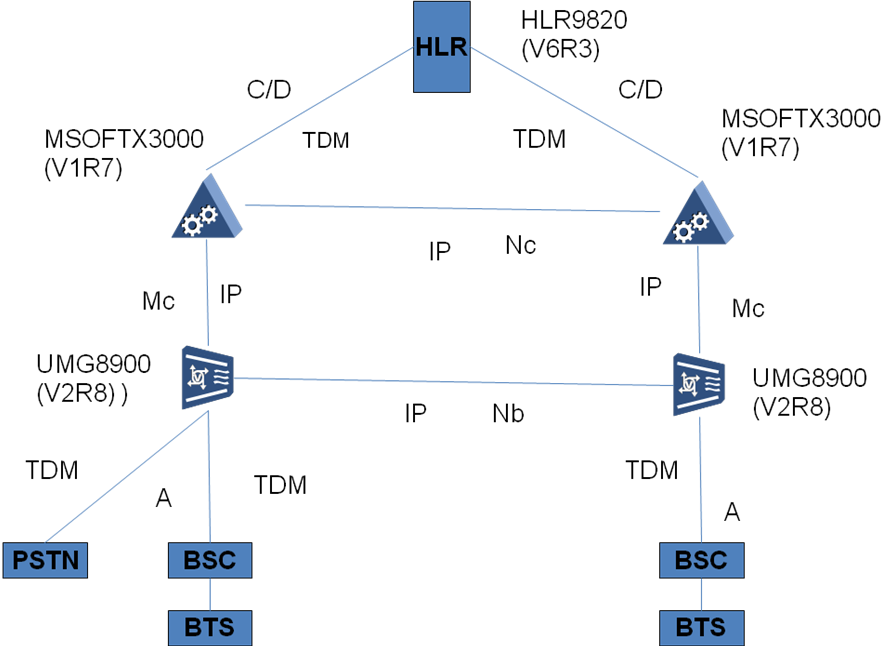 HLR
HLR9820
(V6R3)
C/D
C/D
MSOFTX3000
(V1R7)
TDM
TDM
MSOFTX3000
(V1R7)
IP
Nc
Mc
IP
IP
Mc
UMG8900
(V2R8) )
IP
Nb
UMG8900
(V2R8)
TDM
A
TDM
TDM
A
PSTN
BSC
BSC
BTS
BTS